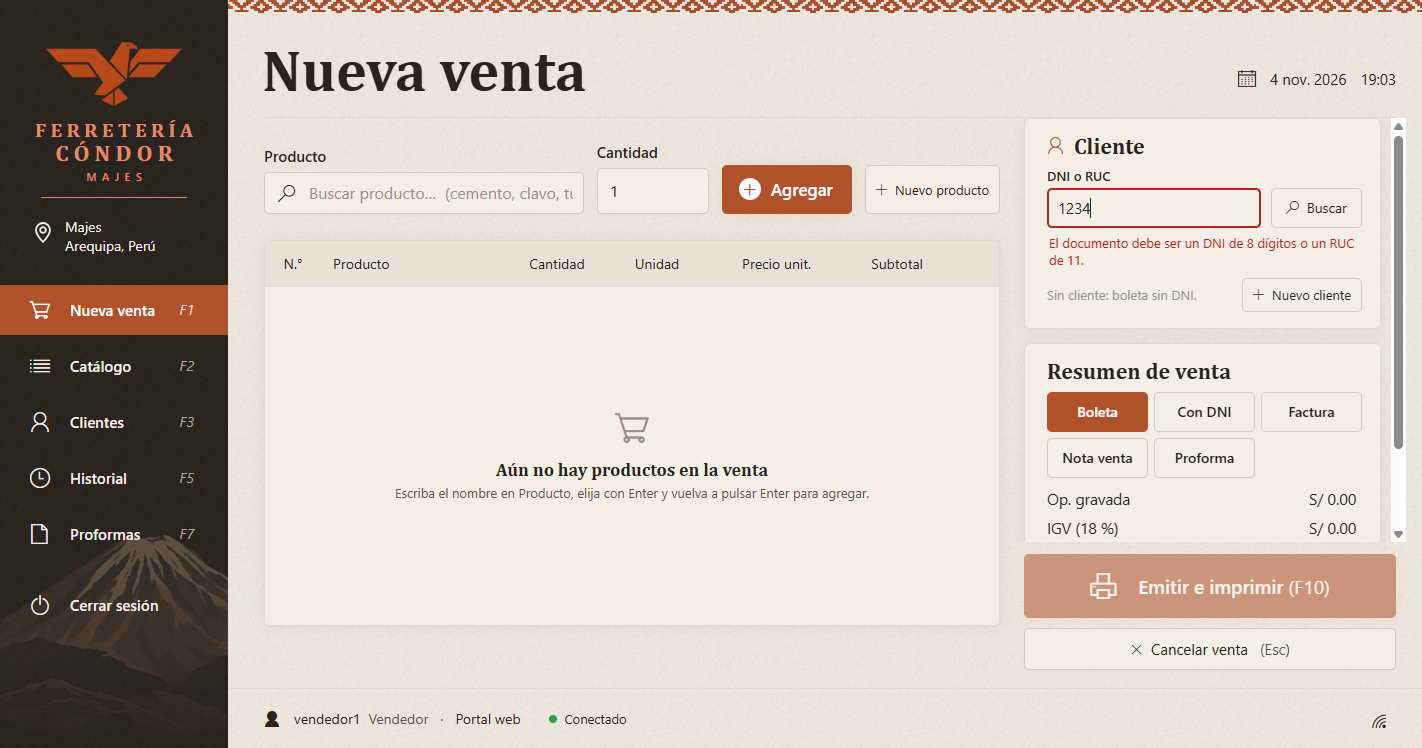 FERRETERÍA
CÓNDOR
MAJES
Majes
Arequipa, Perú
Nueva venta F1
Catálogo F2
Clientes F3
Historial F5
Proformas F7
Cerrar sesión
Nueva venta
4 nov. 2026 19:03
Producto
Cantidad
Buscar producto... (cemento, clavo, tu
1
Agregar
Nuevo producto
N.° Producto Cantidad Unidad Precio unit. Subtotal
Aún no hay productos en la venta
Escriba el nombre en Producto, elija con Enter y vuelva a pulsar Enter para agregar.
Cliente
DNI o RUC
1234
Buscar
El documento debe ser un DNI de 8 dígitos o un RUC
de 11.
Sin cliente: boleta sin DNI.
Nuevo cliente
Resumen de venta
Boleta Con DNI Factura
Nota venta Proforma
Op. gravada S/ 0.00
IGV (18 %) S/ 0.00
Emitir e imprimir (F10)
Cancelar venta (Esc)
vendedor1 Vendedor · Portal web Conectado